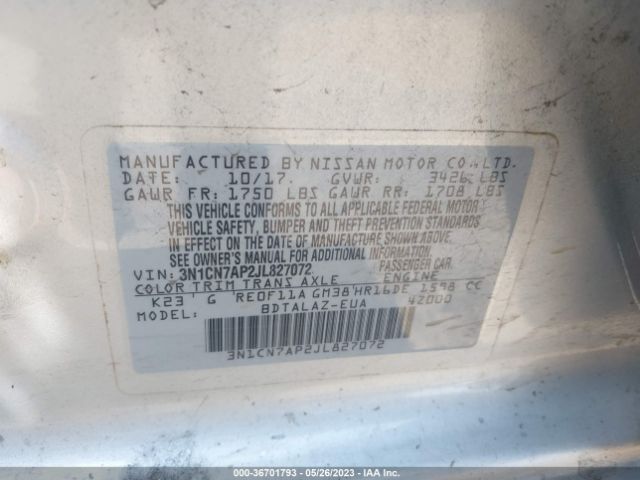 MANUFACTURED BY NISSAN MOTOR CO., LTD.
DATE: 10/17 GVWR: 3426 LBS
GAWR FR: 1750 LBS GAWR RR: 1708 LBS
THIS VEHICLE CONFORMS TO ALL APPLICABLE FEDERAL MOTOR
VEHICLE SAFETY, BUMPER, AND THEFT PREVENTION STANDARDS
IN EFFECT ON THE DATE OF MANUFACTURE SHOWN ABOVE.
SEE OWNER'S MANUAL FOR ADDITIONAL INFORMATION.
VIN: 3N1CN7AP2JL827072 PASSENGER CAR
COLOR TRIM TRANS AXLE ENGINE
K23 G RE0F11A GM38 HR16DE 1598 CC
MODEL: BDTALAZ-EUA 42000
3N1CN7AP2JL827072
000-36701793 - 05/26/2023 - IAA Inc.